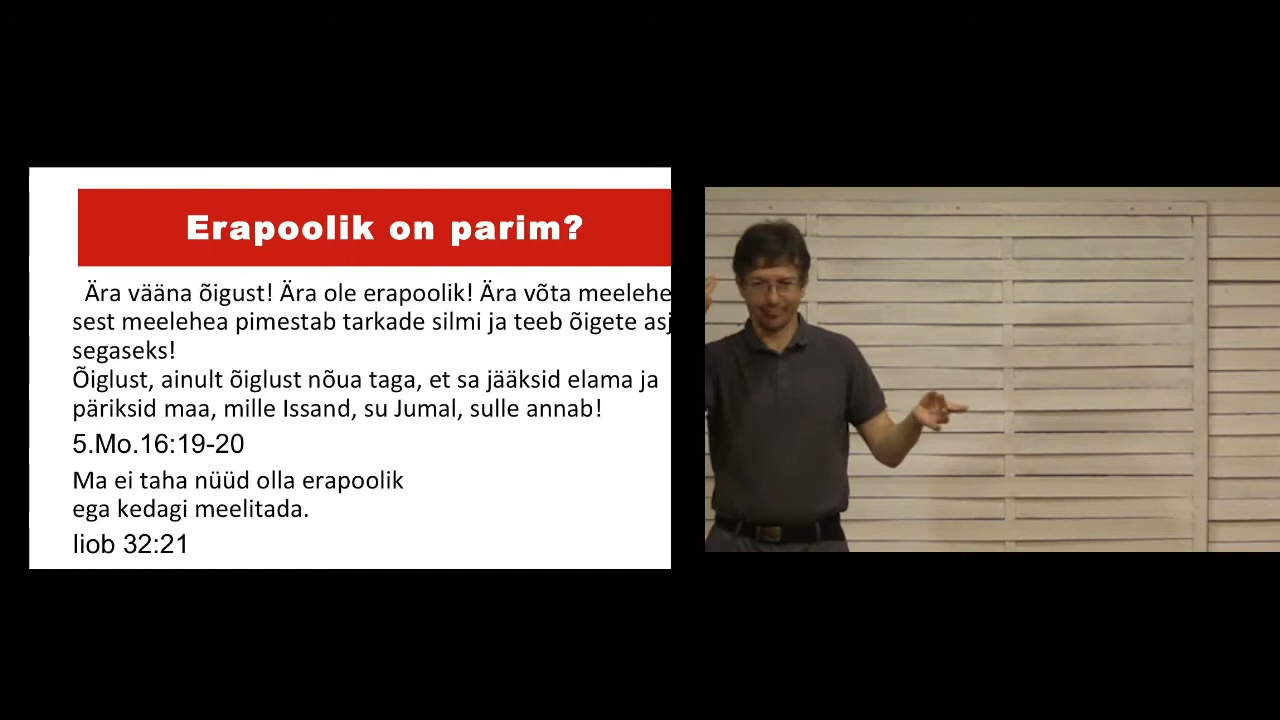 Erapoolik on parim?
Ära vääna õigust! Ära ole erapoolik! Ära võta meelehe
sest meelehea pimestab tarkade silmi ja teeb õigete asj
segaseks!
Õiglust, ainult õiglust nõua taga, et sa jääksid elama ja
päriksid maa, mille Issand, su Jumal, sulle annab!
5.Mo.16:19-20
Ma ei taha nüüd olla erapoolik
ega kedagi meelitada.
Iiob 32:21